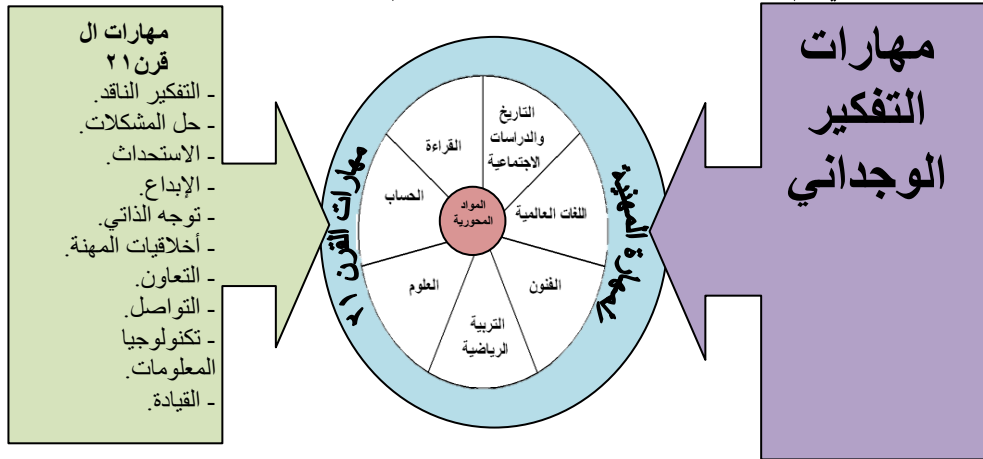 مهارات
التفكير
الوجداني
مهارات ال
قرن٢١
- التفكير الناقد.
- حل المشكلات.
- الاستحداث.
- الإبداع.
- توجه الذاتي.
- أخلاقيات المهنة.
- التعاون.
- التواصل.
- تكنولوجيا
المعلومات.
- القيادة.
التاريخ
والدراسات
الاجتماعية
القراءة
الحساب
المواد
المحورية
اللغات العالمية
العلوم
الفنون
التربية
الرياضية
مهارات القرن ٢١
المهنية